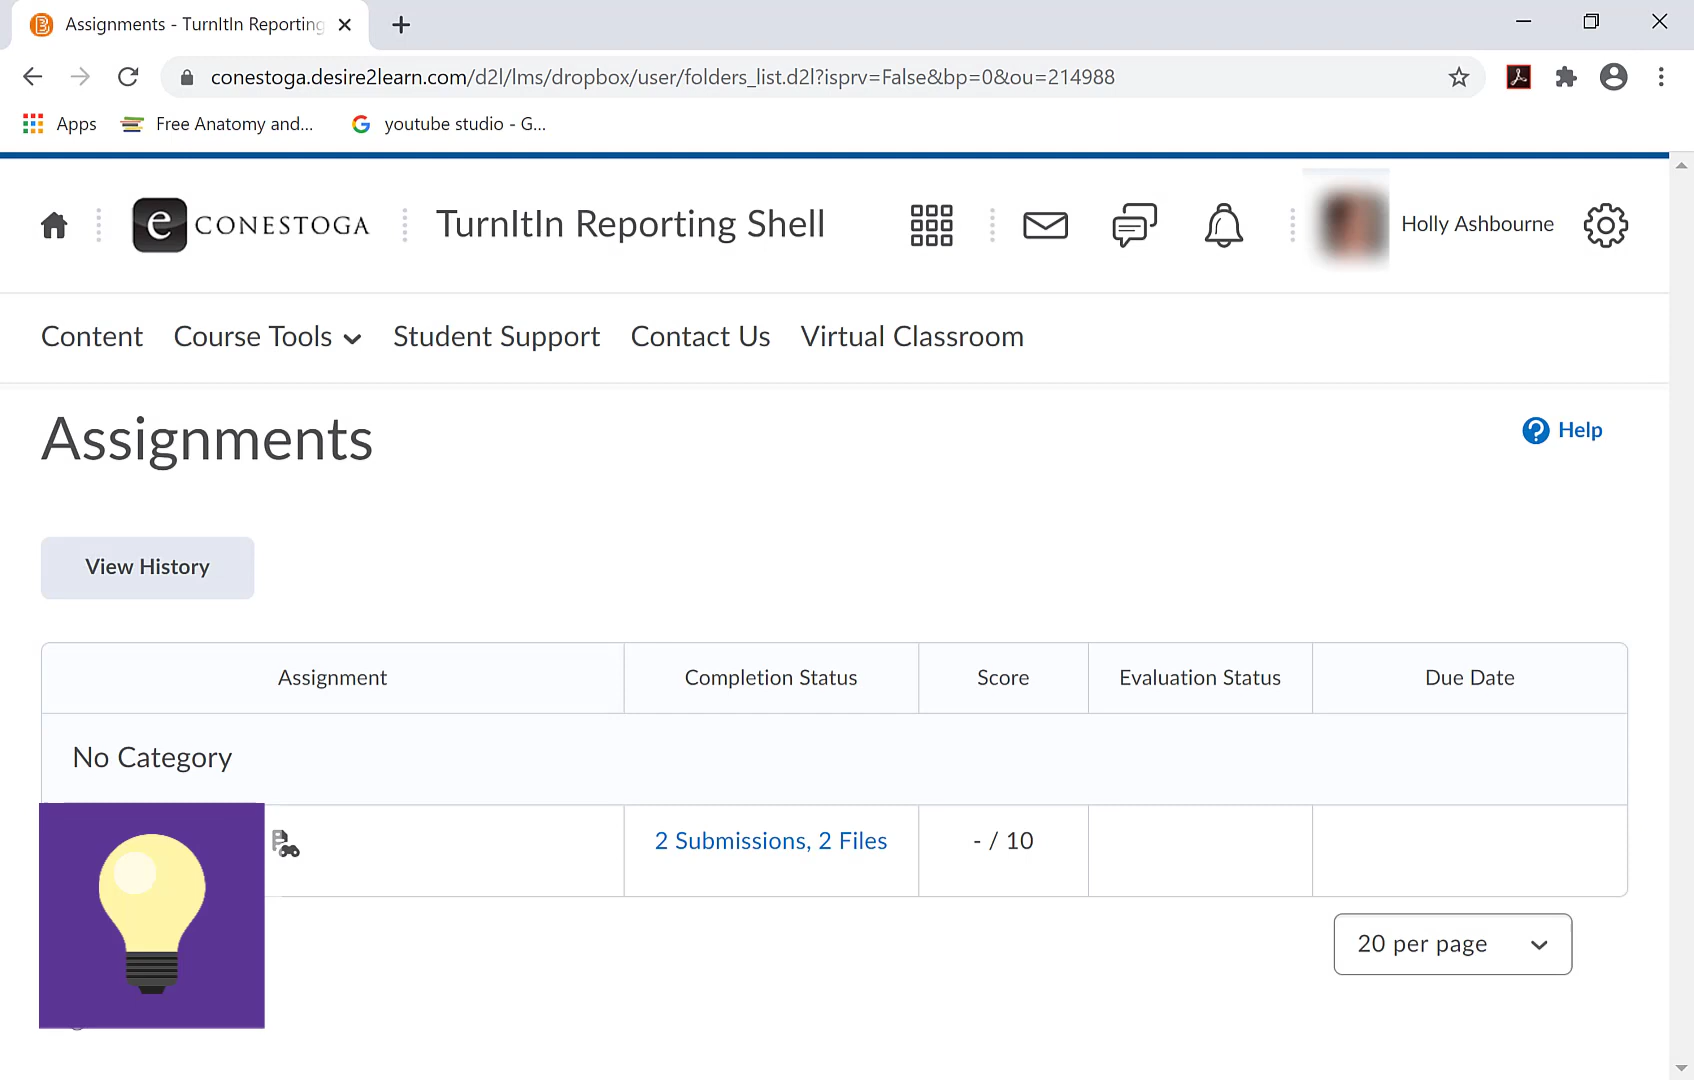 Assignments - TurnItIn Reporting
conestoga.desire2learn.com/d2l/lms/dropbox/user/folders_list.d2l?isprv=False&bp=0&ou=214988
Apps Free Anatomy and... youtube studio - G...
e CONESTOGA TurnItIn Reporting Shell Holly Ashbourne
Content Course Tools Student Support Contact Us Virtual Classroom
Assignments
Help
View History
Assignment Completion Status Score Evaluation Status Due Date
No Category
2 Submissions, 2 Files - / 10
20 per page